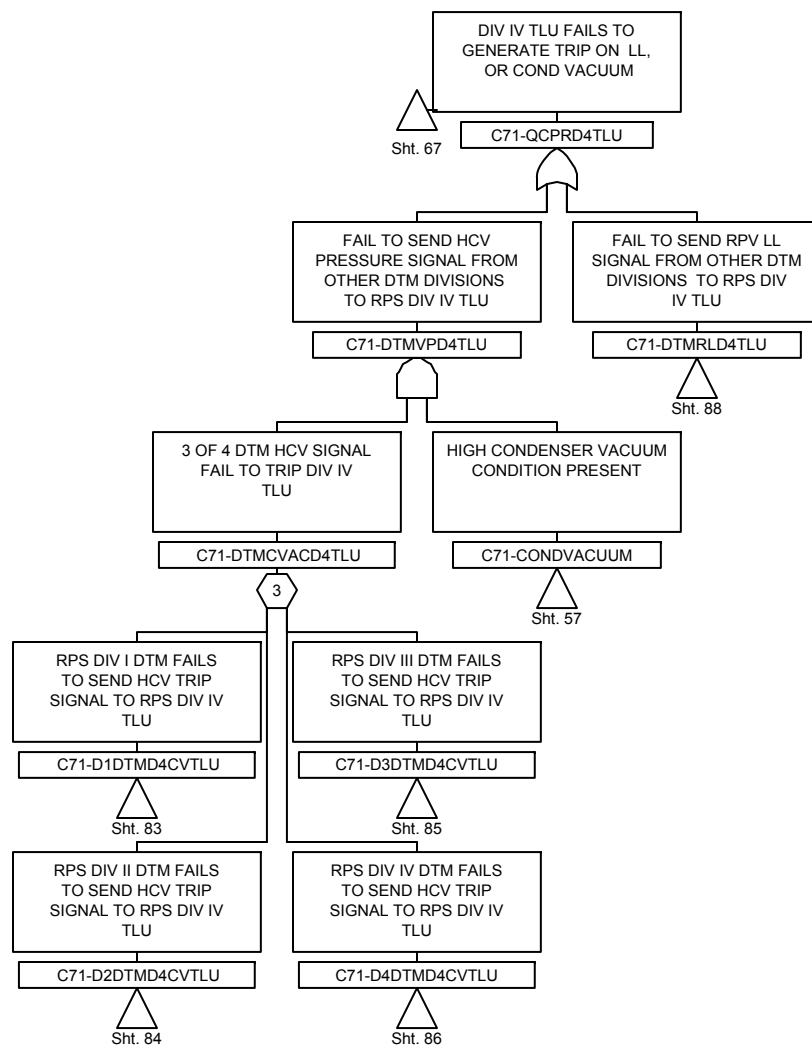 DIV IV TLU FAILS TO
GENERATE TRIP ON LL,
OR COND VACUUM
Sht. 67
C71-QCPRD4TLU
FAIL TO SEND HCV
PRESSURE SIGNAL FROM
OTHER DTM DIVISIONS
TO RPS DIV IV TLU
C71-DTMVPD4TLU
FAIL TO SEND RPV LL
SIGNAL FROM OTHER DTM
DIVISIONS TO RPS DIV
IV TLU
C71-DTMRLD4TLU
Sht. 88
3 OF 4 DTM HCV SIGNAL
FAIL TO TRIP DIV IV
TLU
C71-DTMCVACD4TLU
3
HIGH CONDENSER VACUUM
CONDITION PRESENT
C71-CONDVACUUM
Sht. 57
RPS DIV I DTM FAILS
TO SEND HCV TRIP
SIGNAL TO RPS DIV IV
TLU
C71-D1DTMD4CVTLU
Sht. 83
RPS DIV III DTM FAILS
TO SEND HCV TRIP
SIGNAL TO RPS DIV IV
TLU
C71-D3DTMD4CVTLU
Sht. 85
RPS DIV II DTM FAILS
TO SEND HCV TRIP
SIGNAL TO RPS DIV IV
TLU
C71-D2DTMD4CVTLU
Sht. 84
RPS DIV IV DTM FAILS
TO SEND HCV TRIP
SIGNAL TO RPS DIV IV
TLU
C71-D4DTMD4CVTLU
Sht. 86